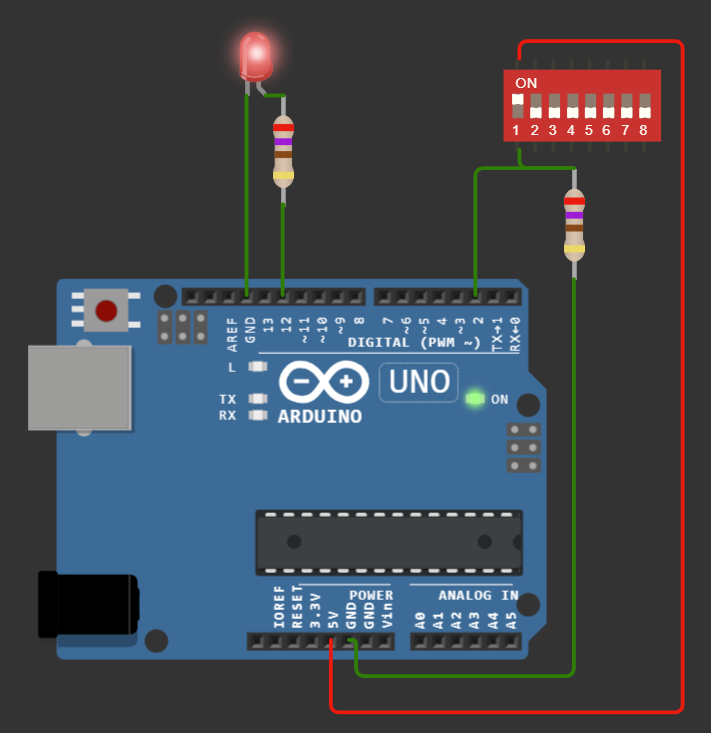 ON
1 2 3 4 5 6 7 8
AREF
GND
13
12
~11
~10
~9
8
7
~6
~5
4
~3
2
TX→1
RX←0
DIGITAL (PWM ~)
L
TX
RX
UNO
ARDUINO
ON
IOREF
RESET
3.3V
5V
GND
GND
Vin
POWER
ANALOG IN
A0
A1
A2
A3
A4
A5